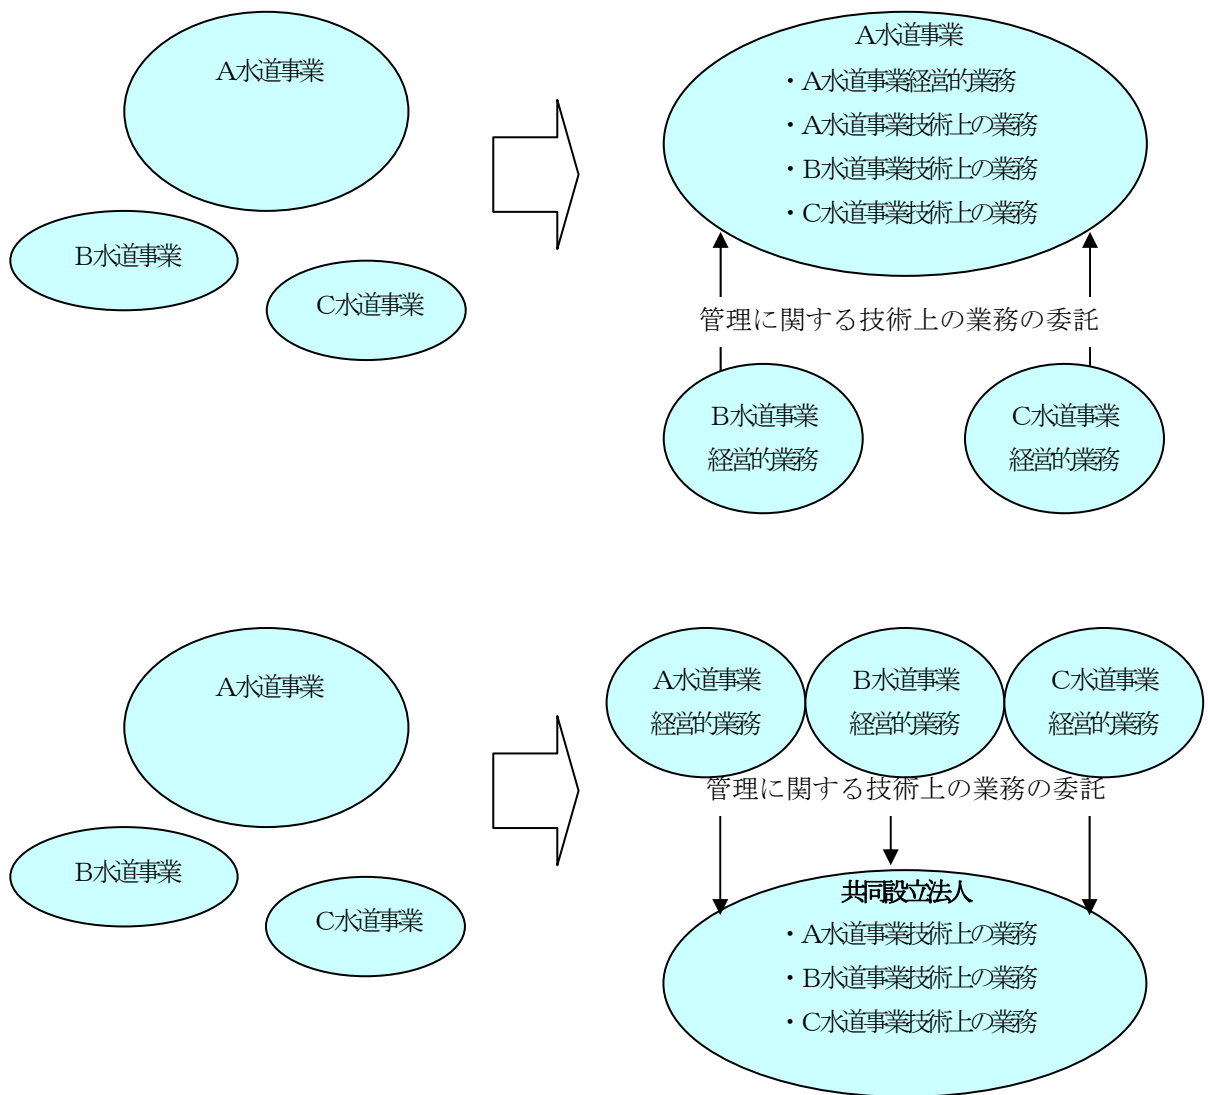 A水道事業
B水道事業
C水道事業
A水道事業
・A水道事業経営的業務
・A水道事業技術上の業務
・B水道事業技術上の業務
・C水道事業技術上の業務
管理に関する技術上の業務の委託
B水道事業
経営的業務
C水道事業
経営的業務
A水道事業
B水道事業
C水道事業
A水道事業
経営的業務
B水道事業
経営的業務
C水道事業
経営的業務
管理に関する技術上の業務の委託
共同設立法人
・A水道事業技術上の業務
・B水道事業技術上の業務
・C水道事業技術上の業務